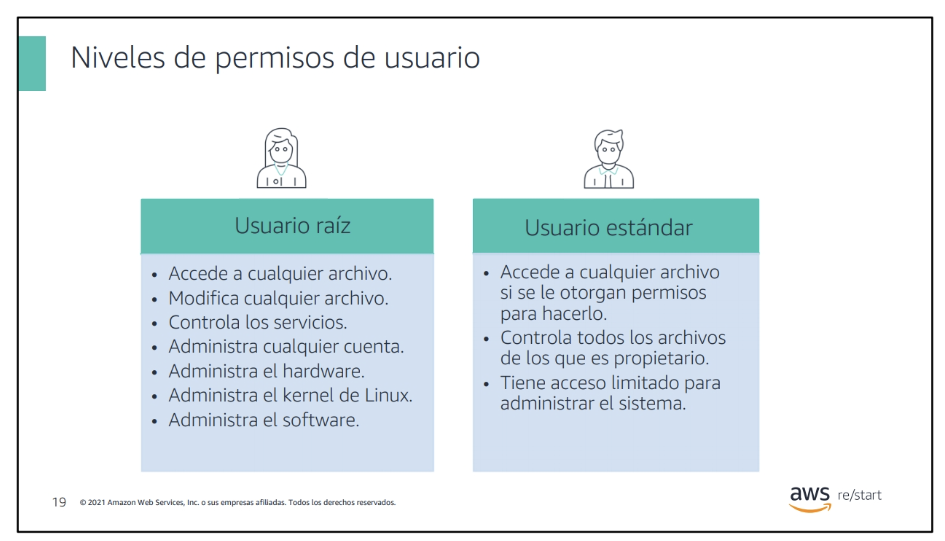 Niveles de permisos de usuario
Usuario raíz
• Accede a cualquier archivo.
• Modifica cualquier archivo.
• Controla los servicios.
• Administra cualquier cuenta.
• Administra el hardware.
• Administra el kernel de Linux.
• Administra el software.
Usuario estándar
• Accede a cualquier archivo
si se le otorgan permisos
para hacerlo.
• Controla todos los archivos
de los que es propietario.
• Tiene acceso limitado para
administrar el sistema.
19 © 2021 Amazon Web Services, Inc. o sus empresas afiliadas. Todos los derechos reservados.
aws re/start